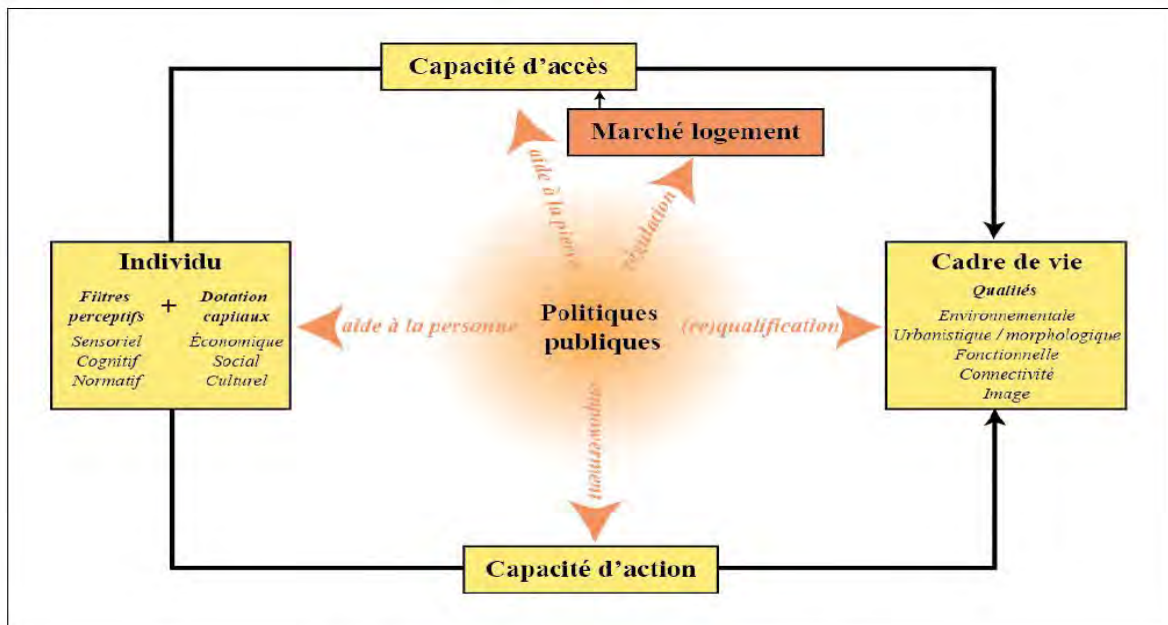 Capacité d'accès
Marché logement
aide à la pierre
régulation
Individu
Filtres perceptifs
+
Dotation capitaux
Sensoriel
Cognitif
Normatif
Économique
Social
Culturel
aide à la personne
Politiques
publiques
(re)qualification
Cadre de vie
Qualités
Environnementale
Urbanistique / morphologique
Fonctionnelle
Connectivité
Image
empowerment
Capacité d'action